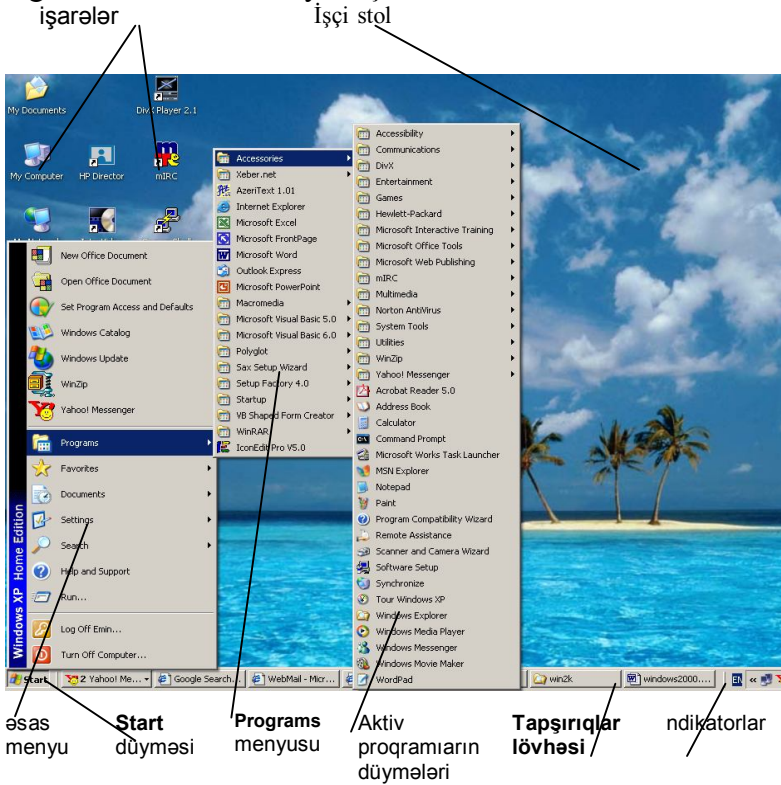 işarələr
İşçi stol
My Documents
DivX Player 2.1
My Computer
HP Director
mIRC
New Office Document
Open Office Document
Set Program Access and Defaults
Windows Catalog
Windows Update
WinZip
Yahoo! Messenger
Programs
Favorites
Documents
Settings
Search
Help and Support
Run...
Log Off Emin...
Turn Off Computer...
Windows XP Home Edition
Accessories
Xeber.net
AzeriText 1.01
Internet Explorer
Microsoft Excel
Microsoft FrontPage
Microsoft Word
Outlook Express
Microsoft PowerPoint
Macromedia
Microsoft Visual Basic 5.0
Microsoft Visual Basic 6.0
Polyglot
Sax Setup Wizard
Setup Factory 4.0
Startup
VB Shaped Form Creator
WinRAR
IconEdit Pro V5.0
Accessibility
Communications
DivX
Entertainment
Games
Hewlett-Packard
Microsoft Interactive Training
Microsoft Office Tools
Microsoft Web Publishing
mIRC
Multimedia
Norton AntiVirus
System Tools
Utilities
WinZip
Yahoo! Messenger
Acrobat Reader 5.0
Address Book
Calculator
Command Prompt
Microsoft Works Task Launcher
MSN Explorer
Notepad
Paint
Program Compatibility Wizard
Remote Assistance
Scanner and Camera Wizard
Software Setup
Synchronize
Tour Windows XP
Windows Explorer
Windows Media Player
Windows Messenger
Windows Movie Maker
WordPad
Start
2 Yahoo! Me...
Google Search...
WebMail - Micr...
win2k
windows2000....
EN «
əsas
menyu
Start
düyməsi
Programs
menyusu
Aktiv
proqramıarın
düymələri
Tapşırıqlar
lövhəsi
ndikatorlar